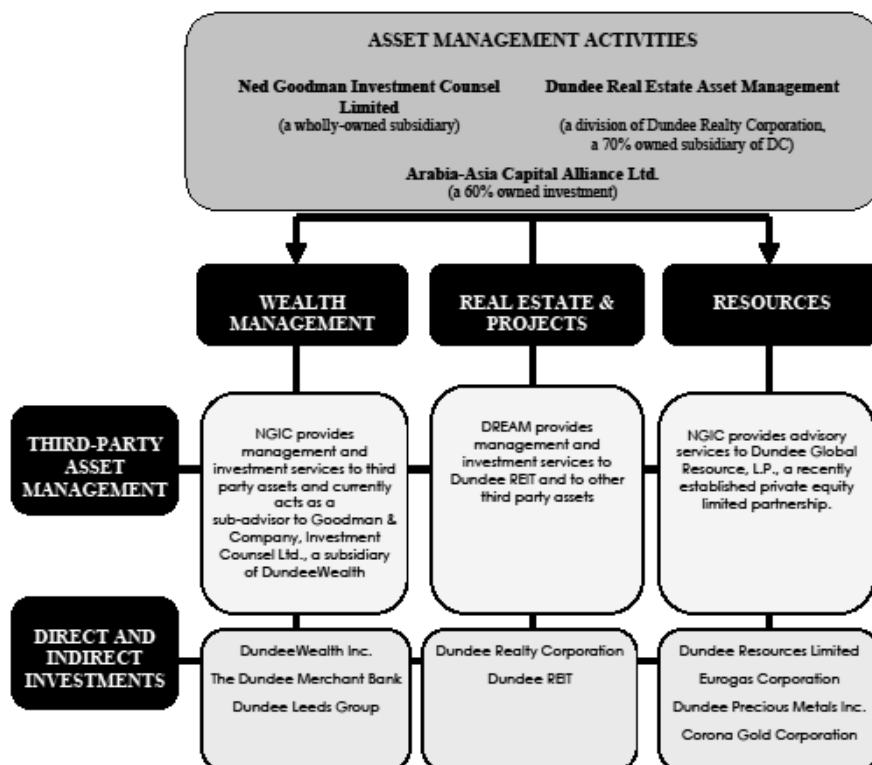 ASSET MANAGEMENT ACTIVITIES
Ned Goodman Investment Counsel
Limited
(a wholly-owned subsidiary)
Dundee Real Estate Asset Management
(a division of Dundee Realty Corporation,
a 70% owned subsidiary of DC)
Arabia-Asia Capital Alliance Ltd.
(a 60% owned investment)
WEALTH
MANAGEMENT
REAL ESTATE &
PROJECTS
RESOURCES
THIRD-PARTY
ASSET
MANAGEMENT
NGIC provides
management and
investment services to third
party assets and currently
acts as a
sub-advisor to Goodman &
Company, Investment
Counsel Ltd., a subsidiary
of DundeeWealth
DREAM provides
management and
investment services to
Dundee REIT and to other
third party assets
NGIC provides advisory
services to Dundee Global
Resource, L.P., a recently
established private equity
limited partnership.
DIRECT AND
INDIRECT
INVESTMENTS
DundeeWealth Inc.
The Dundee Merchant Bank
Dundee Leeds Group
Dundee Realty Corporation
Dundee REIT
Dundee Resources Limited
Eurogas Corporation
Dundee Precious Metals Inc.
Corona Gold Corporation